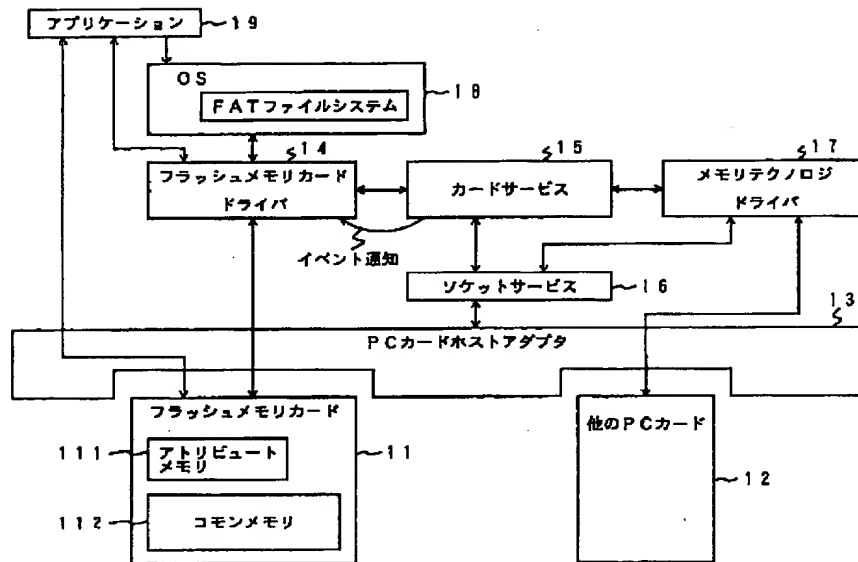 アプリケーション
19
OS
FATファイルシステム
18
14
フラッシュメモリカード
ドライバ
15
カードサービス
17
メモリテクノロジ
ドライバ
イベント通知
ソケットサービス
16
13
PCカードホストアダプタ
フラッシュメモリカード
111
アトリビュート
メモリ
11
112
コモンメモリ
他のPCカード
12